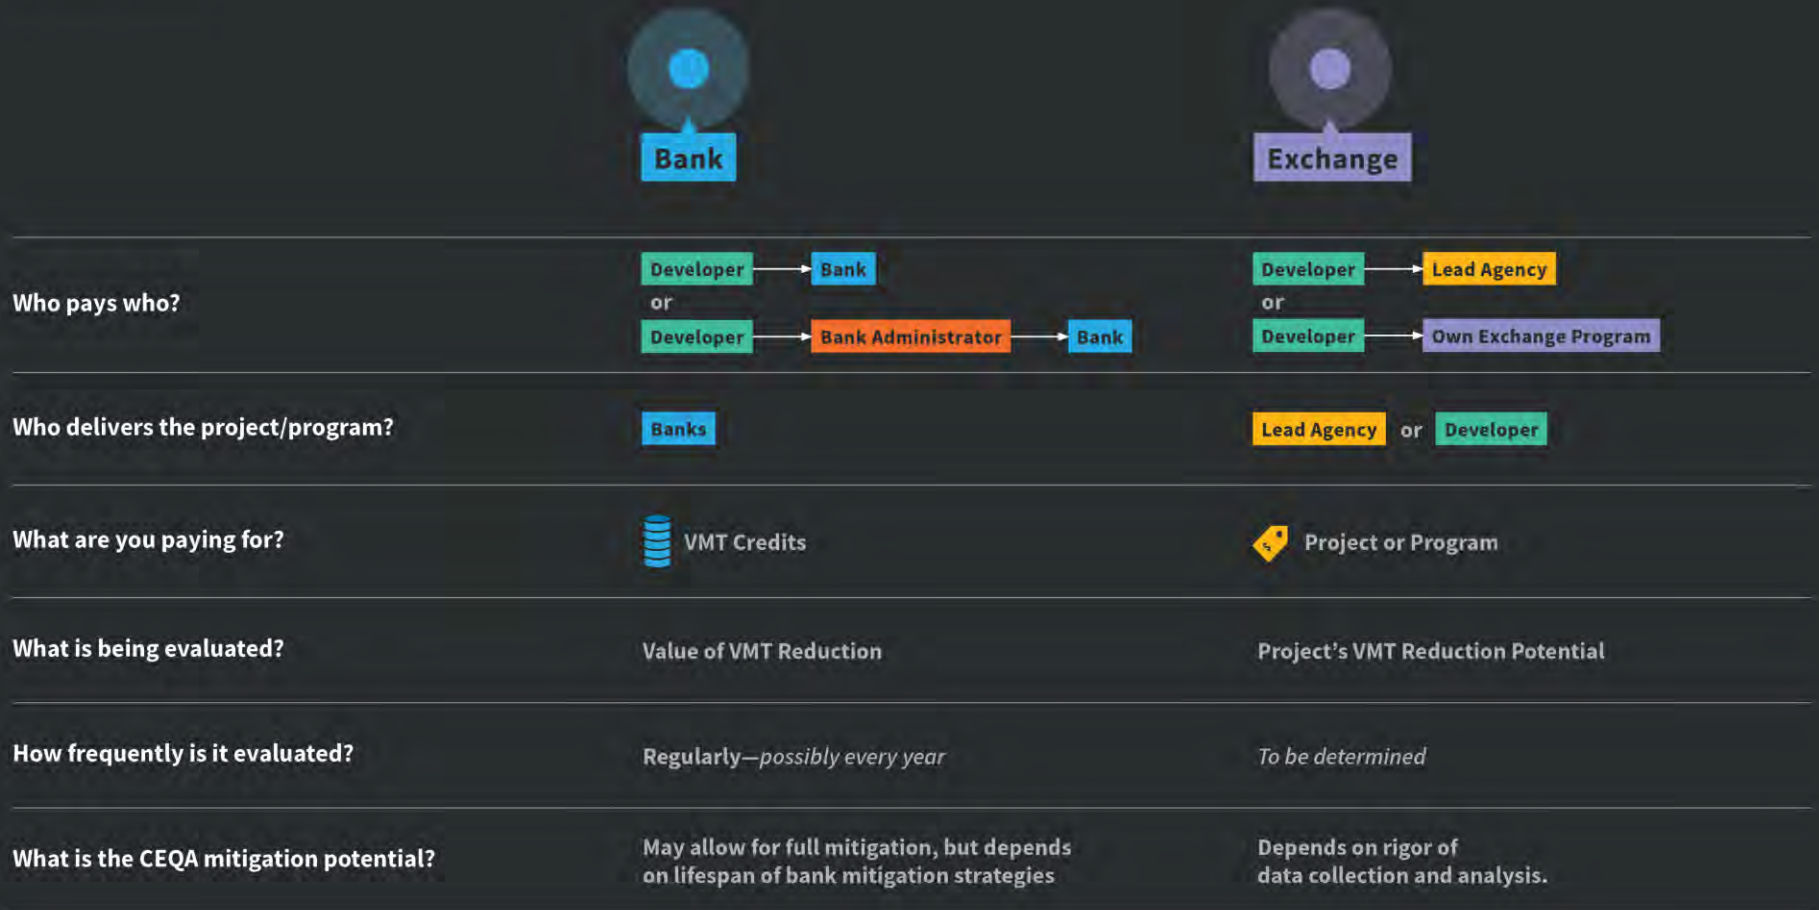 Bank
Exchange
Who pays who?
Developer Bank
or
Developer Bank Administrator Bank
Developer Lead Agency
or
Developer Own Exchange Program
Who delivers the project/program?
Banks
Lead Agency or Developer
What are you paying for?
VMT Credits
$ Project or Program
What is being evaluated?
Value of VMT Reduction
Project’s VMT Reduction Potential
How frequently is it evaluated?
Regularly—possibly every year
To be determined
What is the CEQA mitigation potential?
May allow for full mitigation, but depends
on lifespan of bank mitigation strategies
Depends on rigor of
data collection and analysis.